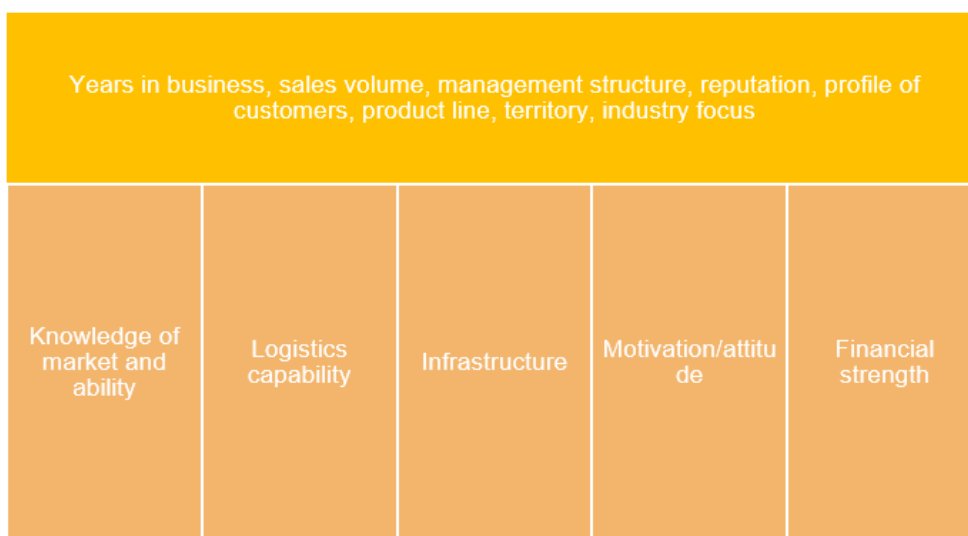 Years in business, sales volume, management structure, reputation, profile of
customers, product line, territory, industry focus
Knowledge of
market and
ability
Logistics
capability
Infrastructure
Motivation/attitu
de
Financial
strength